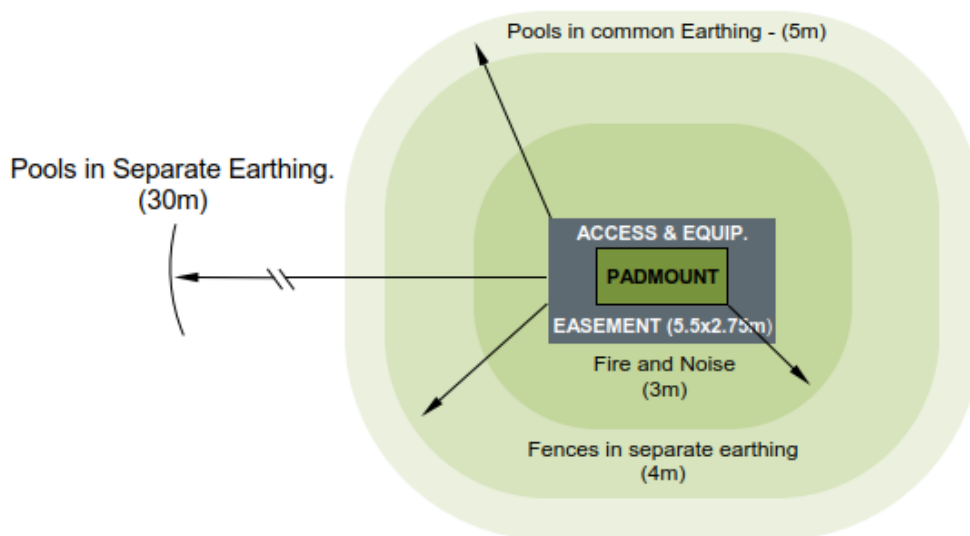 Pools in common Earthing - (5m)
Pools in Separate Earthing.
(30m)
ACCESS & EQUIP.
PADMOUNT
EASEMENT (5.5x2.75m)
Fire and Noise
(3m)
Fences in separate earthing
(4m)